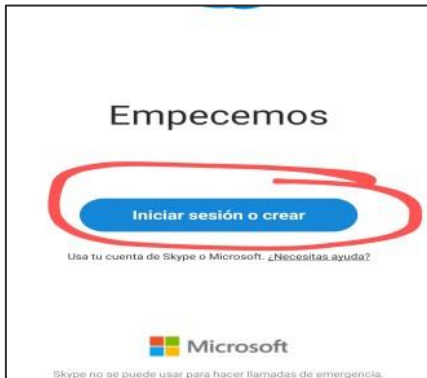 Empecemos
Iniciar sesión o crear
Usa tu cuenta de Skype o Microsoft. ¿Necesitas ayuda?
Microsoft
Skype no se puede usar para hacer llamadas de emergencia.